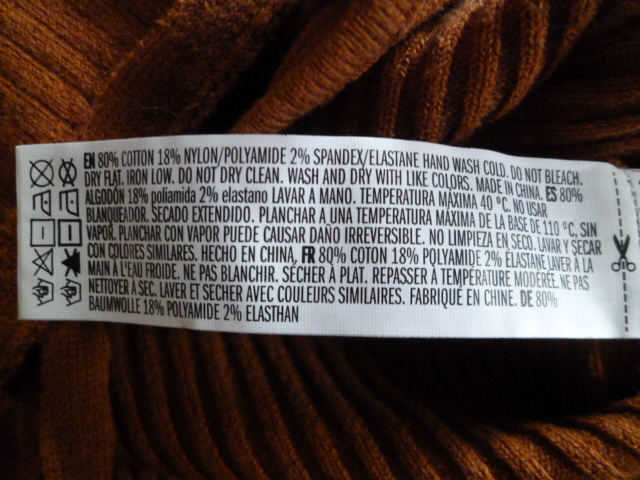 EN 80% COTTON 18% NYLON/POLYAMIDE 2% SPANDEX/ELASTANE HAND WASH COLD. DO NOT BLEACH.
DRY FLAT. IRON LOW. DO NOT DRY CLEAN. WASH AND DRY WITH LIKE COLORS. MADE IN CHINA. ES 80%
ALGODÓN 18% poliamida 2% elastano LAVAR A MANO. TEMPERATURA MÁXIMA 40 °C. NO USAR
BLANQUEADOR. SECADO EXTENDIDO. PLANCHAR A UNA TEMPERATURA MÁXIMA DE LA BASE DE 110 °C, SIN
VAPOR. PLANCHAR CON VAPOR PUEDE CAUSAR DAÑO IRREVERSIBLE. NO LIMPIEZA EN SECO. LAVAR Y SECAR
CON COLORES SIMILARES. HECHO EN CHINA, FR 80% COTON 18% POLYAMIDE 2% ÉLASTANE LAVER A LA
MAIN À L'EAU FROIDE. NE PAS BLANCHIR. SÉCHER À PLAT. REPASSER À TEMPÉRATURE MODÉRÉE. NE PAS
NETTOYER À SEC. LAVER ET SECHER AVEC COULEURS SIMILAIRES. FABRIQUÉ EN CHINE. DE 80%
BAUMWOLLE 18% POLYAMIDE 2% ELASTHAN